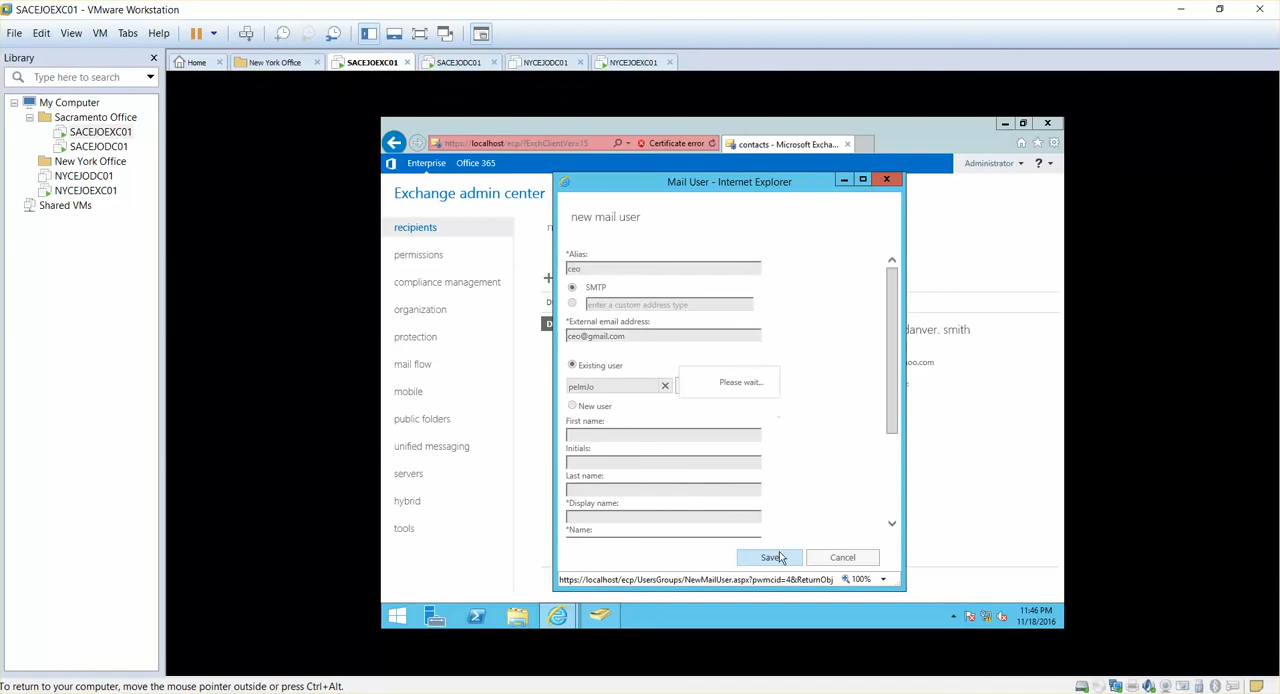 SACEJOEXC01 - VMware Workstation
File Edit View VM Tabs Help
Library
Type here to search
Home
New York Office
SACEJOEXC01
SACEJODC01
NYCEJODC01
NYCEJOEXC01
My Computer
Sacramento Office
SACEJOEXC01
SACEJODC01
New York Office
NYCEJODC01
NYCEJOEXC01
Shared VMs
https://localhost/ecp/?ExchClientVer=15
Certificate error
contacts - Microsoft Excha...
Enterprise Office 365
Administrator ?
Exchange admin center
recipients
permissions
compliance management
organization
protection
mail flow
mobile
public folders
unified messaging
servers
hybrid
tools
danver. smith
oo.com
Mail User - Internet Explorer
new mail user
*Alias:
ceo
SMTP
enter a custom address type
*External email address:
ceo@gmail.com
Existing user
Please wait...
New user
First name:
Initials:
Last name:
*Display name:
*Name:
Save Cancel
https://localhost/ecp/UsersGroups/NewMailUser.aspx?pwmcid=4&ReturnObj
100%
11:46 PM
11/18/2016
To return to your computer, move the mouse pointer outside or press Ctrl+Alt.